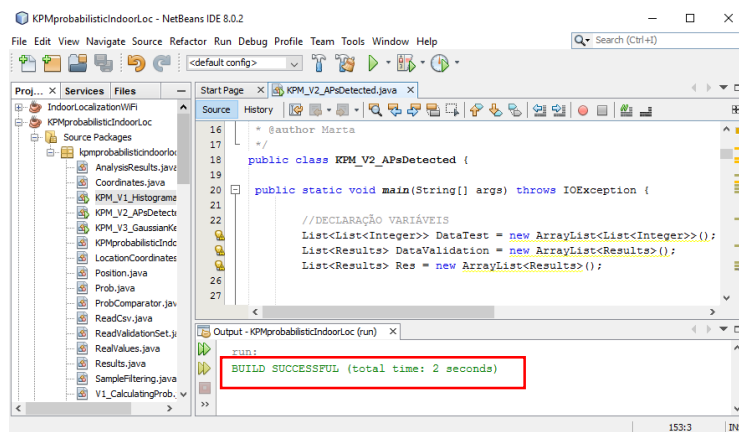 KPMprobabilisticIndoorLoc - NetBeans IDE 8.0.2
File Edit View Navigate Source Refactor Run Debug Profile Team Tools Window Help
Search (Ctrl+I)
<default config>
Proj... Services Files
IndoorLocalizationWiFi
KPMprobabilisticIndoorLoc
Source Packages
kpmprobabilisticindoorloc
AnalysisResults.java
Coordinates.java
KPM_V1_Histograma
KPM_V2_APsDetecte
KPM_V3_GaussianKe
KPMprobabilisticIndo
LocationCoordinates
Position.java
Prob.java
ProbComparator.jav
ReadCsv.java
ReadValidationSet.ja
RealValues.java
Results.java
SampleFiltering.java
V1_CalculatingProb.
Start Page KPM_V2_APsDetected.java
Source History
16 * @author Marta
17 */
18 public class KPM_V2_APsDetected {
19
20 public static void main(String[] args) throws IOException {
21
22 //DECLARAÇÃO VARIÁVEIS
List<List<Integer>> DataTest = new ArrayList<List<Integer>>();
List<Results> DataValidation = new ArrayList<Results>();
List<Results> Res = new ArrayList<Results>();
26
27
Output - KPMprobabilisticIndoorLoc (run)
run:
BUILD SUCCESSFUL (total time: 2 seconds)
153:3 IN